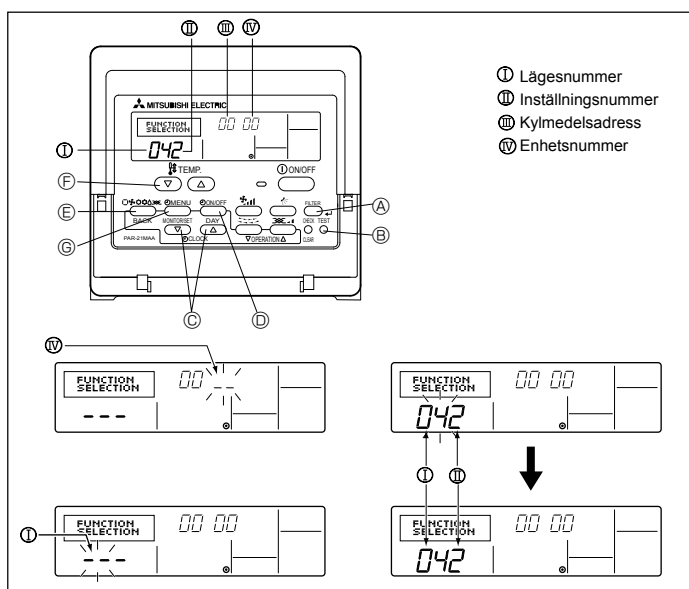 Ⅱ Ⅲ Ⅳ
Ⅰ Lägesnummer
Ⅱ Inställningsnummer
Ⅲ Kylmedelsadress
Ⅳ Enhetsnummer
MITSUBISHI ELECTRIC
FUNCTION SELECTION 00 00
Ⅰ 042
TEMP. ON/OFF
F
E MENU ON/OFF FILTER A
BACK MONITOR/SET DAY CHECK TEST B
G PAR-21MAA CLOCK OPERATION CLEAR
C D
Ⅳ
FUNCTION SELECTION 00 --
---
FUNCTION SELECTION 00 00
042
Ⅰ Ⅱ
FUNCTION SELECTION 00 00
Ⅰ ---
FUNCTION SELECTION 00 00
042